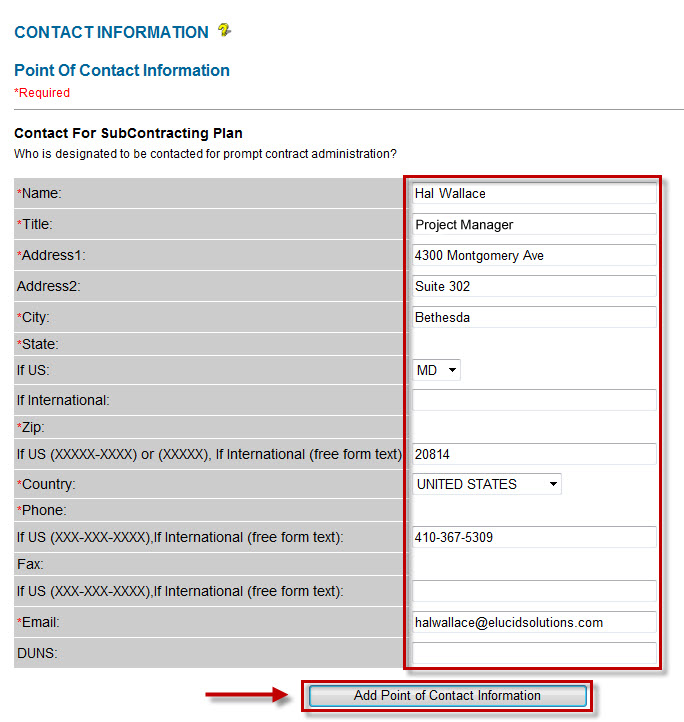 CONTACT INFORMATION
Point Of Contact Information
*Required
Contact For SubContracting Plan
Who is designated to be contacted for prompt contract administration?
*Name: Hal Wallace
*Title: Project Manager
*Address1: 4300 Montgomery Ave
Address2: Suite 302
*City: Bethesda
*State:
If US: MD
If International:
*Zip:
If US (XXXXX-XXXX) or (XXXXX), If International (free form text) 20814
*Country: UNITED STATES
*Phone:
If US (XXX-XXX-XXXX),If International (free form text): 410-367-5309
Fax:
If US (XXX-XXX-XXXX),If International (free form text):
*Email: halwallace@elucidsolutions.com
DUNS:
Add Point of Contact Information